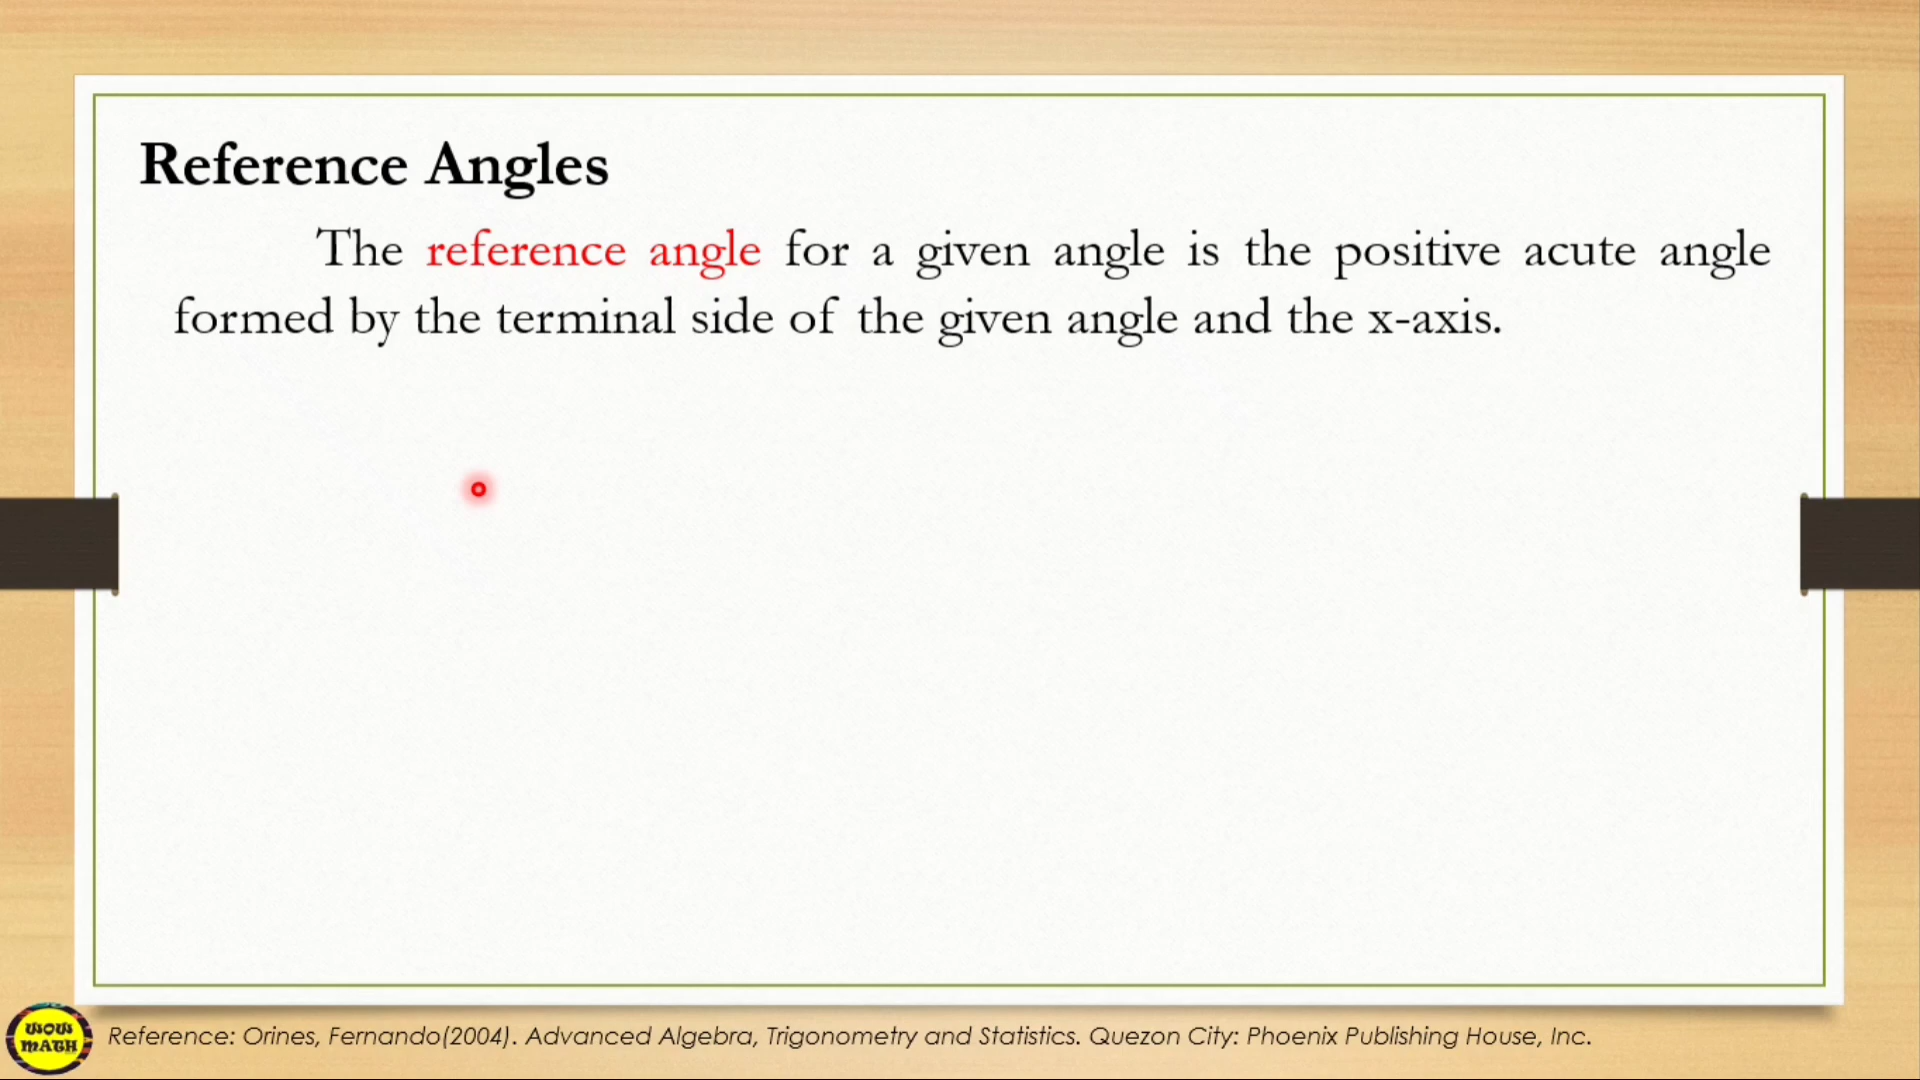 Reference Angles
The reference angle for a given angle is the positive acute angle
formed by the terminal side of the given angle and the x-axis.
WOW
MATH
Reference: Orines, Fernando(2004). Advanced Algebra, Trigonometry and Statistics. Quezon City: Phoenix Publishing House, Inc.